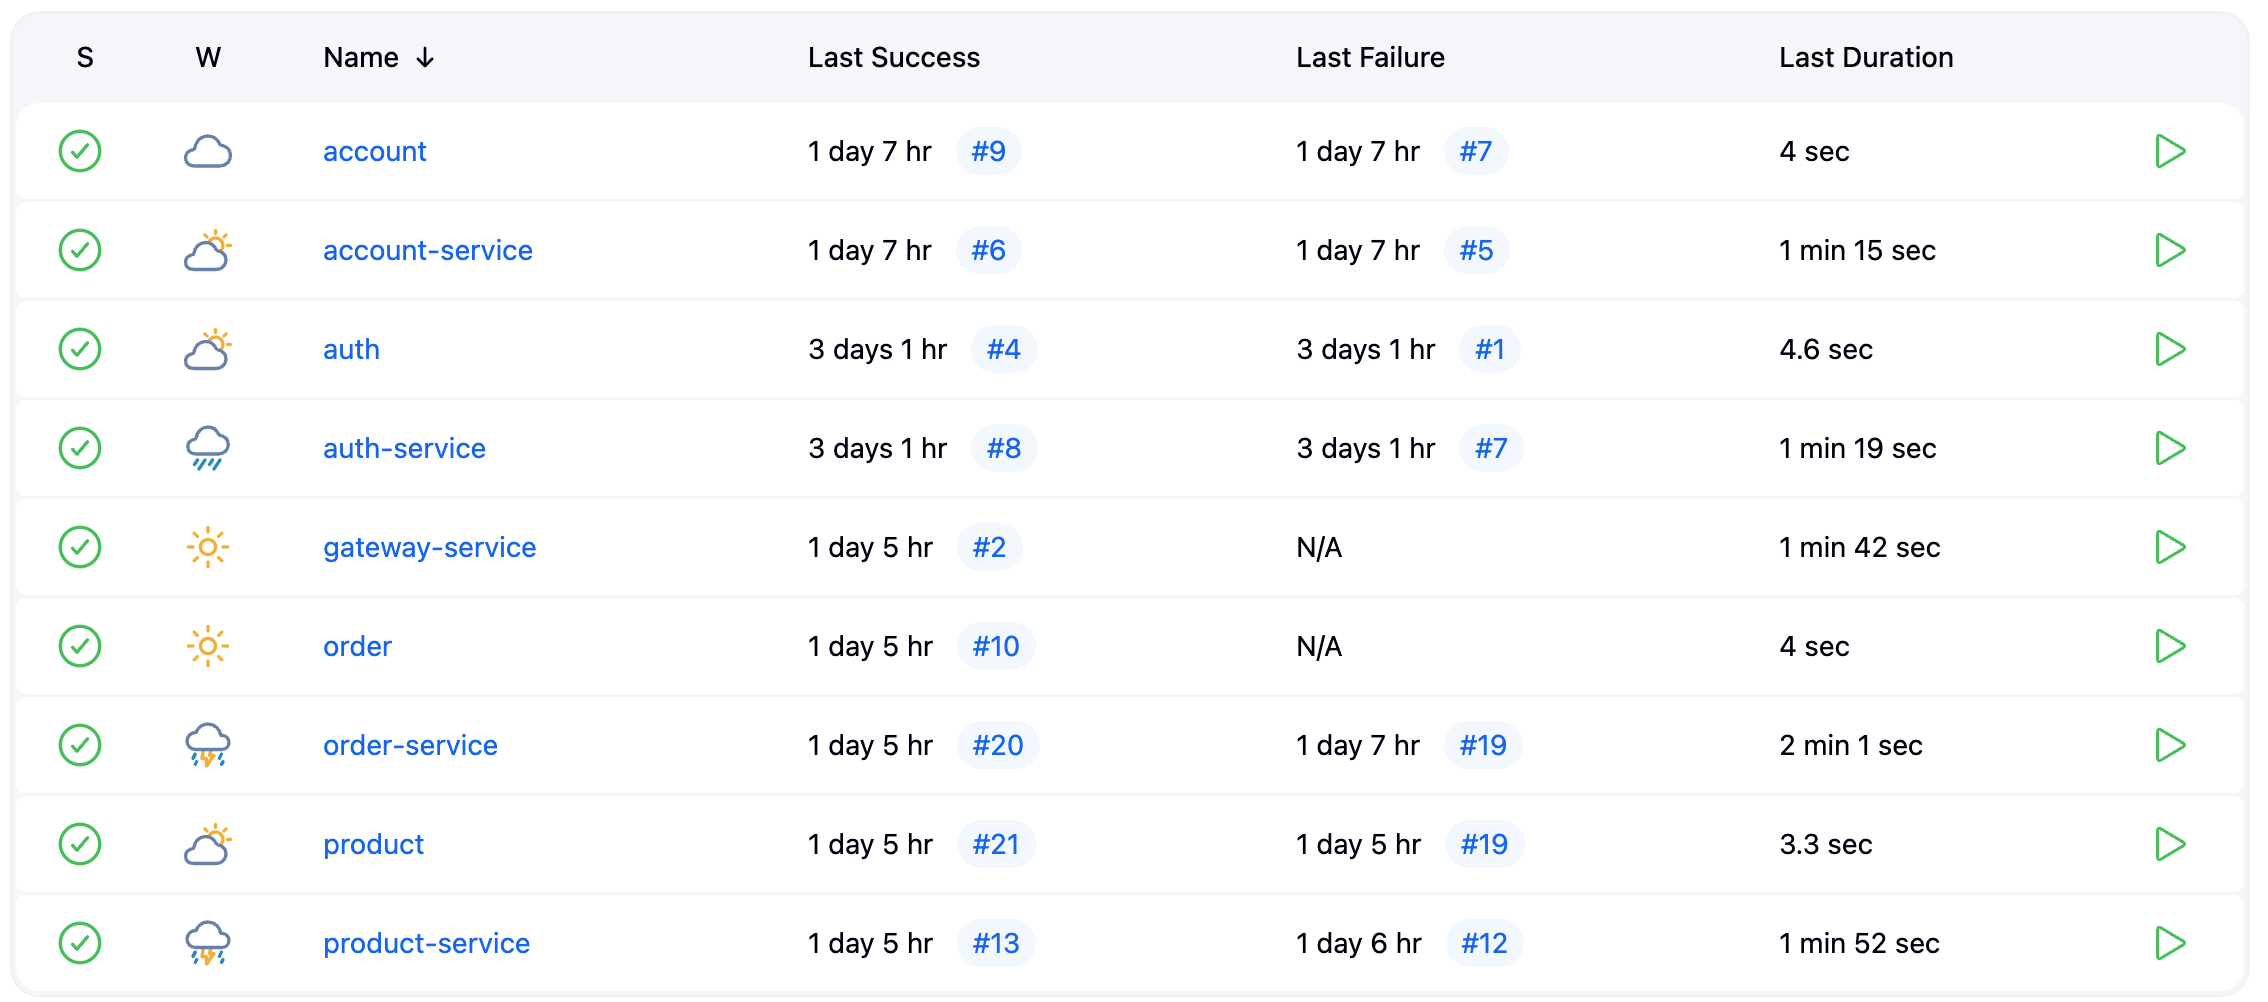 S W Name ↓ Last Success Last Failure Last Duration
account 1 day 7 hr #9 1 day 7 hr #7 4 sec
account-service 1 day 7 hr #6 1 day 7 hr #5 1 min 15 sec
auth 3 days 1 hr #4 3 days 1 hr #1 4.6 sec
auth-service 3 days 1 hr #8 3 days 1 hr #7 1 min 19 sec
gateway-service 1 day 5 hr #2 N/A 1 min 42 sec
order 1 day 5 hr #10 N/A 4 sec
order-service 1 day 5 hr #20 1 day 7 hr #19 2 min 1 sec
product 1 day 5 hr #21 1 day 5 hr #19 3.3 sec
product-service 1 day 5 hr #13 1 day 6 hr #12 1 min 52 sec